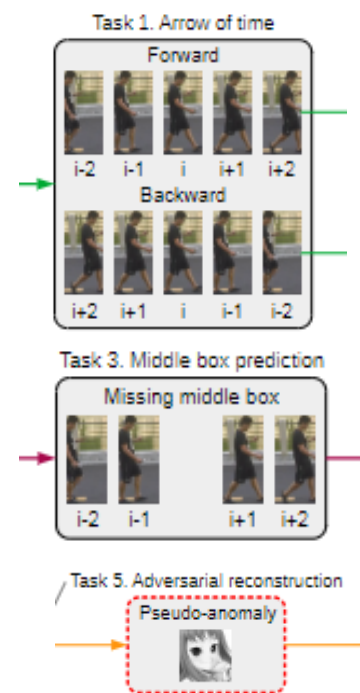 Task 1. Arrow of time
Forward
i-2 i-1 i i+1 i+2
Backward
i+2 i+1 i i-1 i-2
Task 3. Middle box prediction
Missing middle box
i-2 i-1 i+1 i+2
Task 5. Adversarial reconstruction
Pseudo-anomaly